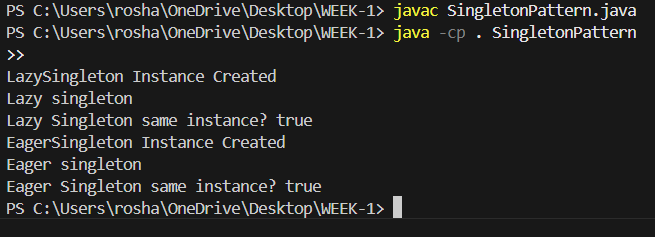 PS C:\Users\rosha\OneDrive\Desktop\WEEK-1> javac SingletonPattern.java
PS C:\Users\rosha\OneDrive\Desktop\WEEK-1> java -cp . SingletonPattern
>>
LazySingleton Instance Created
Lazy singleton
Lazy Singleton same instance? true
EagerSingleton Instance Created
Eager singleton
Eager Singleton same instance? true
PS C:\Users\rosha\OneDrive\Desktop\WEEK-1>